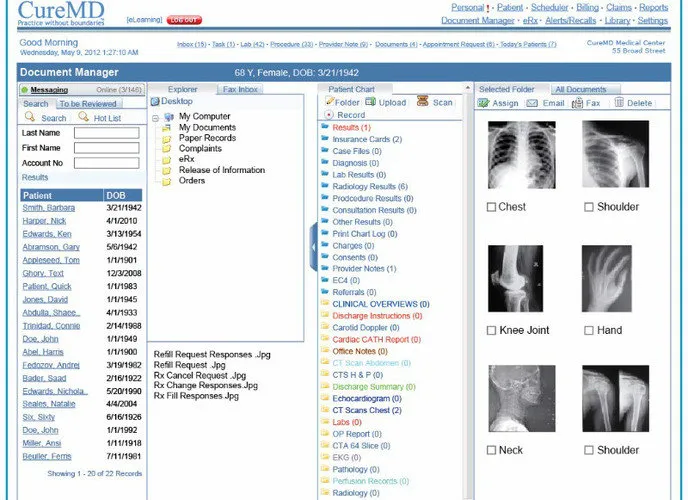 CureMD
Practice without boundaries
[eLearning] LOG OUT
Personal ! - Patient - Scheduler - Billing - Claims - Reports
Document Manager - eRx - Alerts/Recalls - Library - Settings
Good Morning
Wednesday, May 9, 2012 1:27:10 AM
Inbox (15) - Task (1) - Lab (42) - Procedure (33) - Provider Note (9) - Documents (4) - Appointment Request (6) - Today's Patients (7)
CureMD Medical Center
55 Broad Street
Document Manager
68 Y, Female, DOB: 3/21/1942
Messaging Online (3/146)
Search To be Reviewed
Search Hot List
Last Name
First Name
Account No
Results
Patient DOB
Smith, Barbara 3/21/1942
Harper, Nick 4/1/2010
Edwards, Ken 3/13/1954
Abramson, Gary 5/6/1942
Appleseed, Tom 1/1/1901
Ghory, Text 12/3/2008
Patient, Quick 1/1/1983
Jones, David 1/1/1945
Abdulla, Shaee.. 4/1/1933
Trinidad, Connie 2/14/1988
Doe, John 1/1/1949
Abel, Harris 1/1/1900
Fedozov, Andrej 3/19/1982
Bader, Saad 2/16/1922
Edwards, Nichola.. 5/20/1990
Seales, Natalie 4/4/2004
Six, Sixty 6/16/1926
Doe, John 1/1/1992
Miller, Ansi 1/11/1918
Beutler, Ferris 7/11/1981
Showing 1 - 20 of 22 Records
Explorer Fax Inbox
Desktop
My Computer
My Documents
Paper Records
Complaints
eRx
Release of Information
Orders
Refill Request Responses .Jpg
Refill Request .Jpg
Rx Cancel Request .Jpg
Rx Change Responses.Jpg
Rx Fill Responses.Jpg
Patient Chart
Folder Upload Scan
Record
Results (1)
Insurance Cards (2)
Case Files (0)
Diagnosis (0)
Lab Results (0)
Radiology Results (6)
Prodcedure Results (0)
Consultation Results (0)
Other Results (0)
Print Chart Log (0)
Charges (0)
Consents (0)
Provider Notes (1)
EC4 (0)
Referrals (0)
CLINICAL OVERVIEWS (0)
Discharge Instructions (0)
Carotid Doppler (0)
Cardiac CATH Report (0)
Office Notes (0)
CT Scan Abdomen (0)
CTS H & P (0)
Discharge Summary (0)
Echocardiogram (0)
CT Scans Chest (2)
Labs (0)
OP Report (0)
CTA 64 Slice (0)
EKG (0)
Pathology (0)
Perfusion Records (0)
Radiology (0)
Selected Folder All Documents
Assign Email Fax Delete
Chest Shoulder
Knee Joint Hand
Neck Shoulder